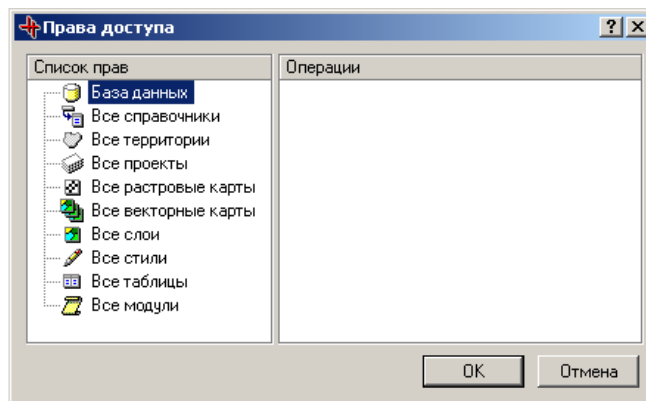 Права доступа
Список прав
Операции
База данных
Все справочники
Все территории
Все проекты
Все растровые карты
Все векторные карты
Все слои
Все стили
Все таблицы
Все модули
OK
Отмена